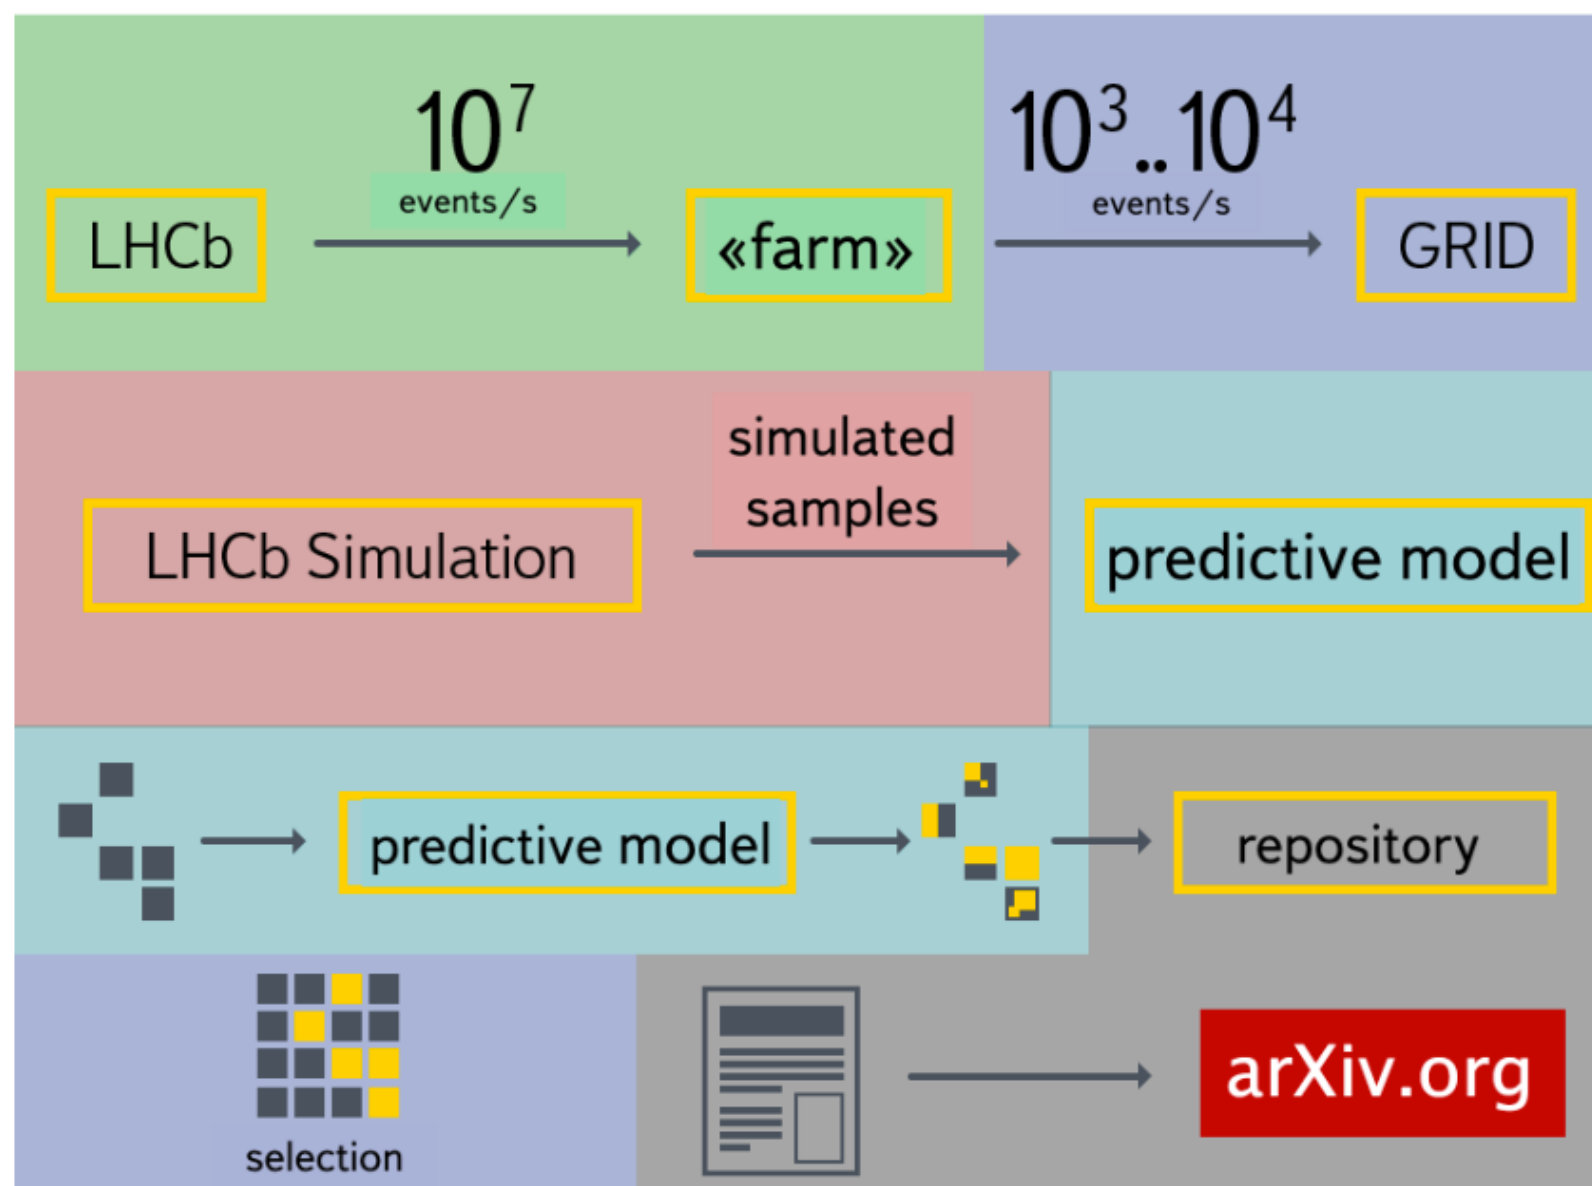 10⁷
events/s
LHCb
«farm»
10³..10⁴
events/s
GRID
simulated
samples
LHCb Simulation
predictive model
predictive model
repository
selection
arXiv.org